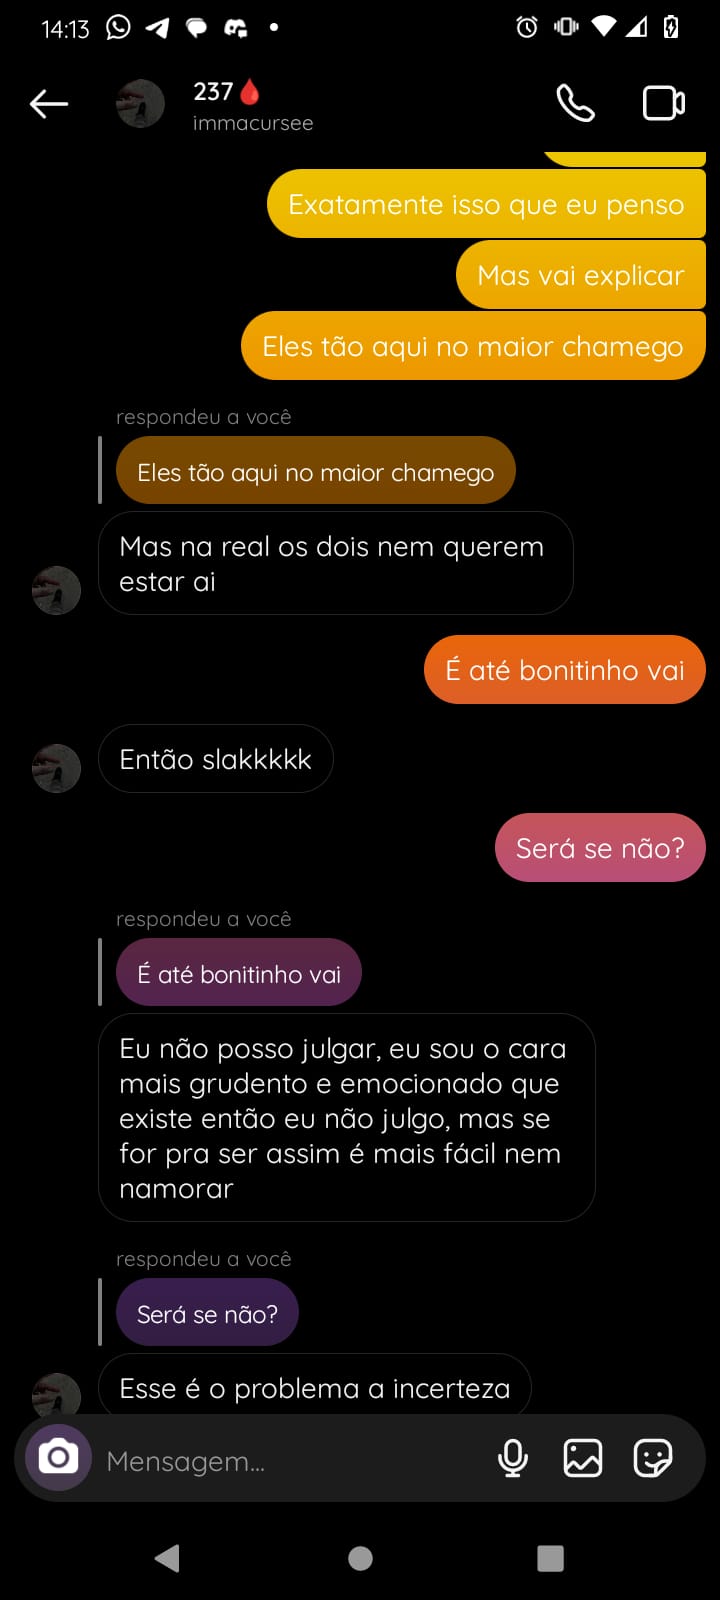 14:13
237🩸
immacursee
Exatamente isso que eu penso
Mas vai explicar
Eles tão aqui no maior chamego
respondeu a você
Eles tão aqui no maior chamego
Mas na real os dois nem querem
estar ai
É até bonitinho vai
Então slakkkkk
Será se não?
respondeu a você
É até bonitinho vai
Eu não posso julgar, eu sou o cara
mais grudento e emocionado que
existe então eu não julgo, mas se
for pra ser assim é mais fácil nem
namorar
respondeu a você
Será se não?
Esse é o problema a incerteza
Mensagem...